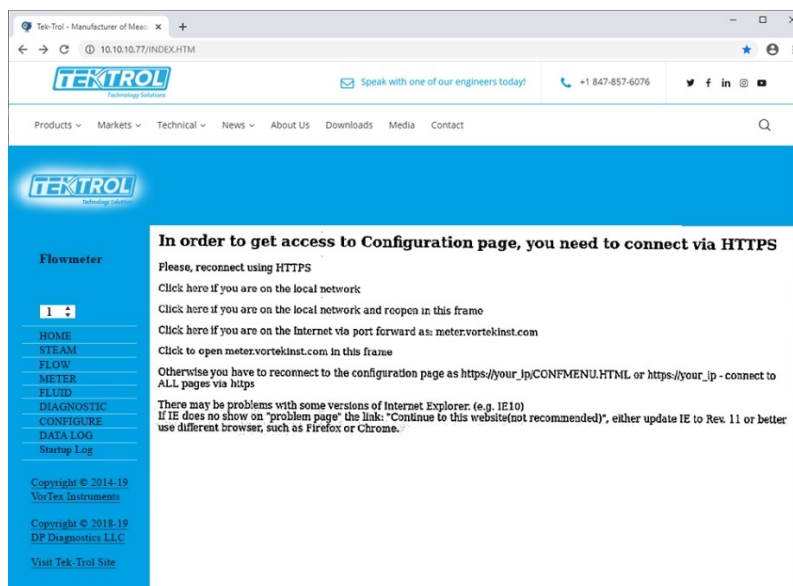 Tek-Trol - Manufacturer of Meas
10.10.10.77/INDEX.HTM
TEKTROL
Technology Solutions
Speak with one of our engineers today!
+1 847-857-6076
Products
Markets
Technical
News
About Us
Downloads
Media
Contact
TEKTROL
Technology Solutions
Flowmeter
1
HOME
STEAM
FLOW
METER
FLUID
DIAGNOSTIC
CONFIGURE
DATA LOG
Startup Log
Copyright © 2014-19
VorTex Instruments
Copyright © 2018-19
DP Diagnostics LLC
Visit Tek-Trol Site
In order to get access to Configuration page, you need to connect via HTTPS
Please, reconnect using HTTPS
Click here if you are on the local network
Click here if you are on the local network and reopen in this frame
Click here if you are on the Internet via port forward as: meter.vortekinst.com
Click to open meter.vortekinst.com in this frame
Otherwise you have to reconnect to the configuration page as https://your_ip/CONFMENU.HTML or https://your_ip - connect to
ALL pages via https
There may be problems with some versions of Internet Explorer. (e.g. IE10)
If IE does no show on "problem page" the link: "Continue to this website(not recommended)", either update IE to Rev. 11 or better
use different browser, such as Firefox or Chrome.